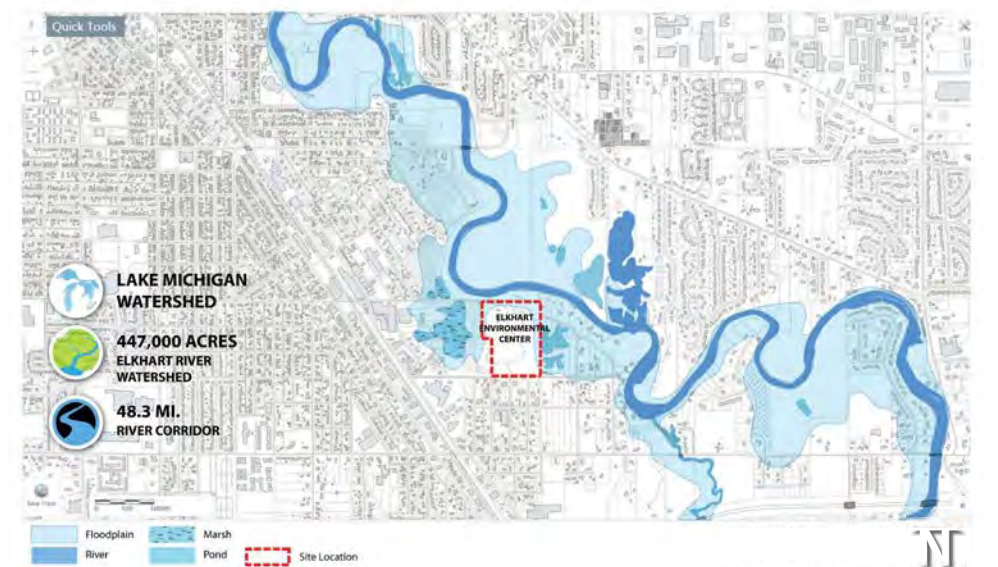 Quick Tools
LAKE MICHIGAN
WATERSHED
447,000 ACRES
ELKHART RIVER
WATERSHED
48.3 MI.
RIVER CORRIDOR
ELKHART
ENVIRONMENTAL
CENTER
Floodplain
Marsh
River
Pond
Site Location
N